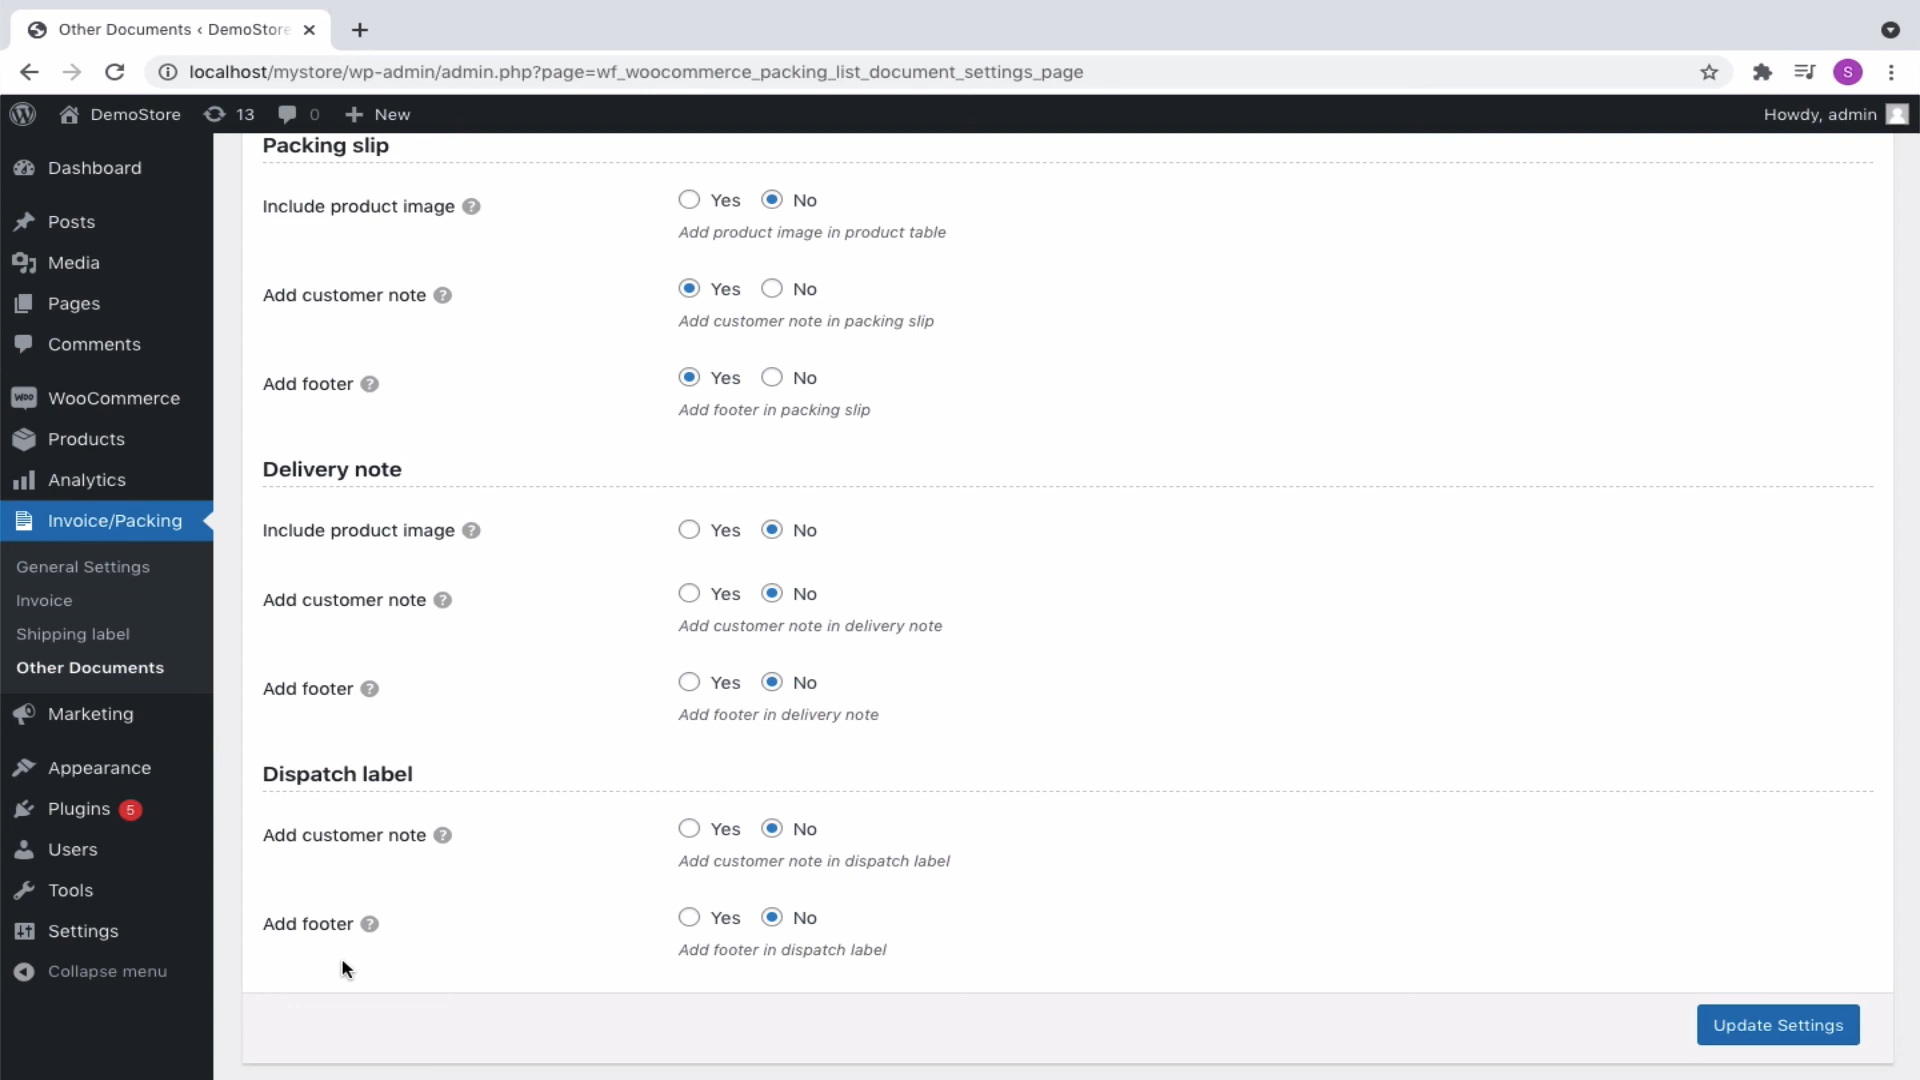 Other Documents ‹ DemoStore
localhost/mystore/wp-admin/admin.php?page=wf_woocommerce_packing_list_document_settings_page
S
DemoStore 13 0 New
Howdy, admin
Dashboard
Posts
Media
Pages
Comments
WOO WooCommerce
Products
Analytics
Invoice/Packing
General Settings
Invoice
Shipping label
Other Documents
Marketing
Appearance
Plugins 5
Users
Tools
Settings
Collapse menu
Packing slip
Include product image ? Yes No
Add product image in product table
Add customer note ? Yes No
Add customer note in packing slip
Add footer ? Yes No
Add footer in packing slip
Delivery note
Include product image ? Yes No
Add customer note ? Yes No
Add customer note in delivery note
Add footer ? Yes No
Add footer in delivery note
Dispatch label
Add customer note ? Yes No
Add customer note in dispatch label
Add footer ? Yes No
Add footer in dispatch label
Update Settings